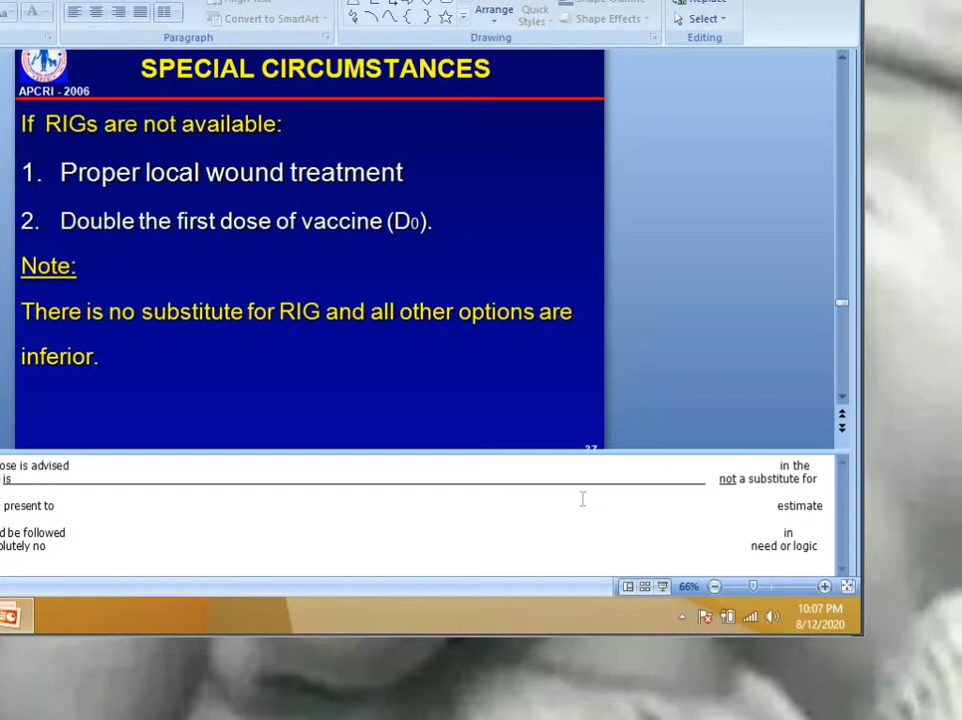 Convert to SmartArt
Arrange
Quick
Styles
Shape Effects
Select
Paragraph
Drawing
Editing
SPECIAL CIRCUMSTANCES
APCRI - 2006
If RIGs are not available:
1. Proper local wound treatment
2. Double the first dose of vaccine (D0).
Note:
There is no substitute for RIG and all other options are
inferior.
ose is advised in the
is not a substitute for
present to estimate
d be followed in
olutely no need or logic
66%
10:07 PM
8/12/2020